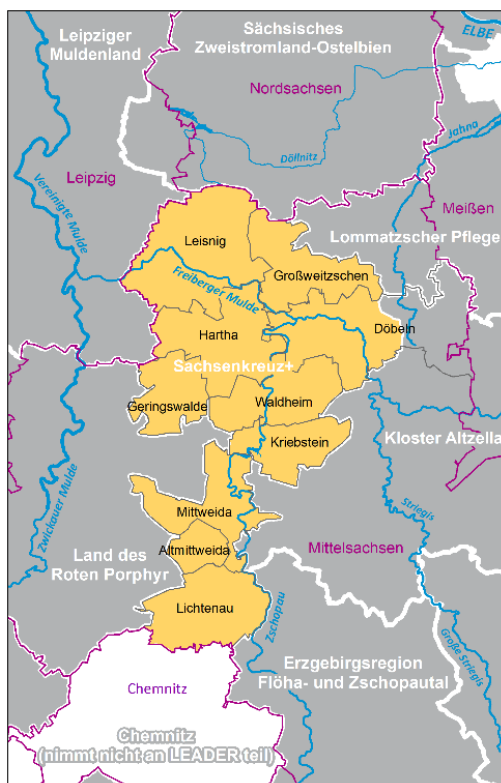 Leipziger
Muldenland
Sächsisches
Zweistromland-Ostelbien
ELBE
Nordsachsen
Jahna
Döllnitz
Leipzig
Vereinigte Mulde
Meißen
Lommatzscher Pflege
Leisnig
Großweitzschen
Freiberger Mulde
Hartha
Döbeln
Sachsenkreuz+
Geringswalde
Waldheim
Kriebstein
Kloster Altzella
Zwickauer Mulde
Mittweida
Striegis
Altmittweida
Mittelsachsen
Land des
Roten Porphyr
Lichtenau
Zschopau
Große Striegis
Erzgebirgsregion
Flöha- und Zschopautal
Chemnitz
Chemnitz
(nimmt nicht an LEADER teil)